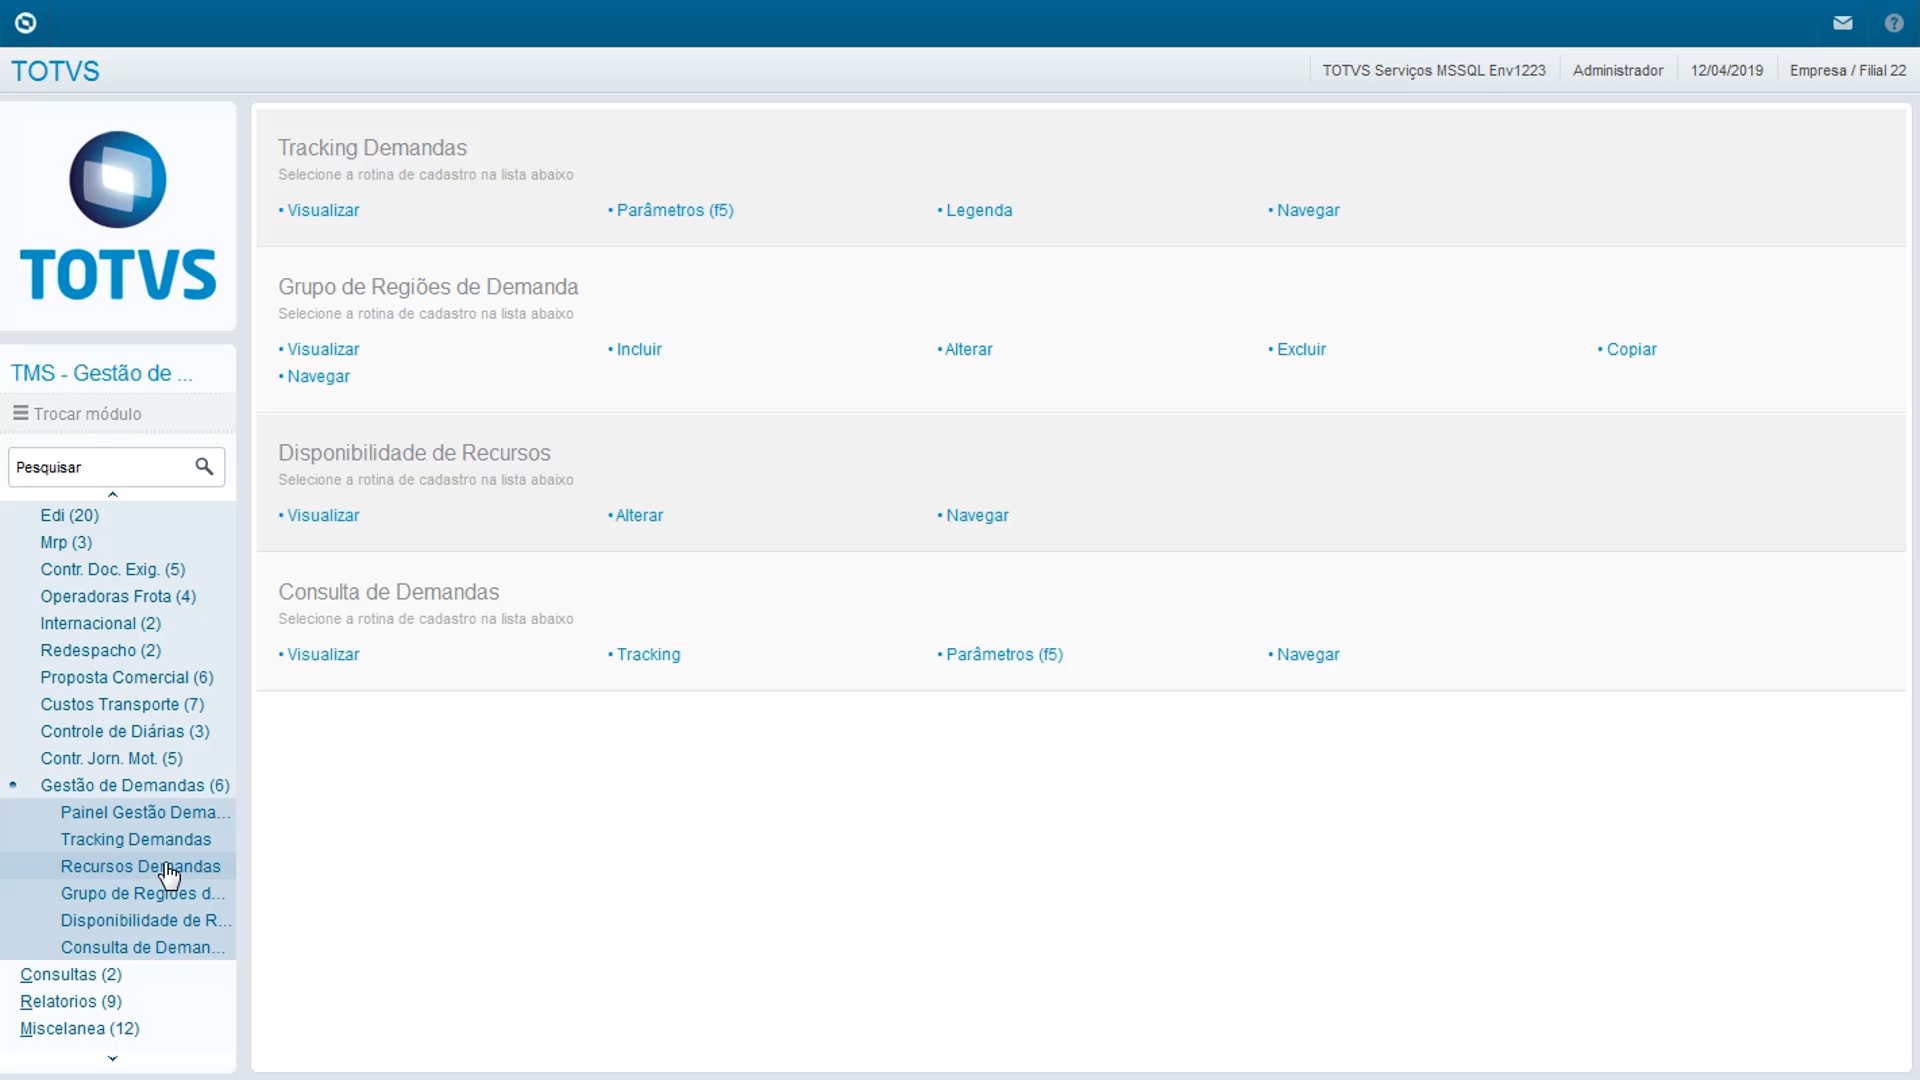 TOTVS
TOTVS Serviços MSSQL Env1223
Administrador
12/04/2019
Empresa / Filial 22
TOTVS
TMS - Gestão de ...
Trocar módulo
Pesquisar
Edi (20)
Mrp (3)
Contr. Doc. Exig. (5)
Operadoras Frota (4)
Internacional (2)
Redespacho (2)
Proposta Comercial (6)
Custos Transporte (7)
Controle de Diárias (3)
Contr. Jorn. Mot. (5)
• Gestão de Demandas (6)
Painel Gestão Dema...
Tracking Demandas
Recursos Demandas
Grupo de Regiões d...
Disponibilidade de R...
Consulta de Deman...
Consultas (2)
Relatorios (9)
Miscelanea (12)
Tracking Demandas
Selecione a rotina de cadastro na lista abaixo
• Visualizar
• Parâmetros (f5)
• Legenda
• Navegar
Grupo de Regiões de Demanda
Selecione a rotina de cadastro na lista abaixo
• Visualizar
• Incluir
• Alterar
• Excluir
• Copiar
• Navegar
Disponibilidade de Recursos
Selecione a rotina de cadastro na lista abaixo
• Visualizar
• Alterar
• Navegar
Consulta de Demandas
Selecione a rotina de cadastro na lista abaixo
• Visualizar
• Tracking
• Parâmetros (f5)
• Navegar